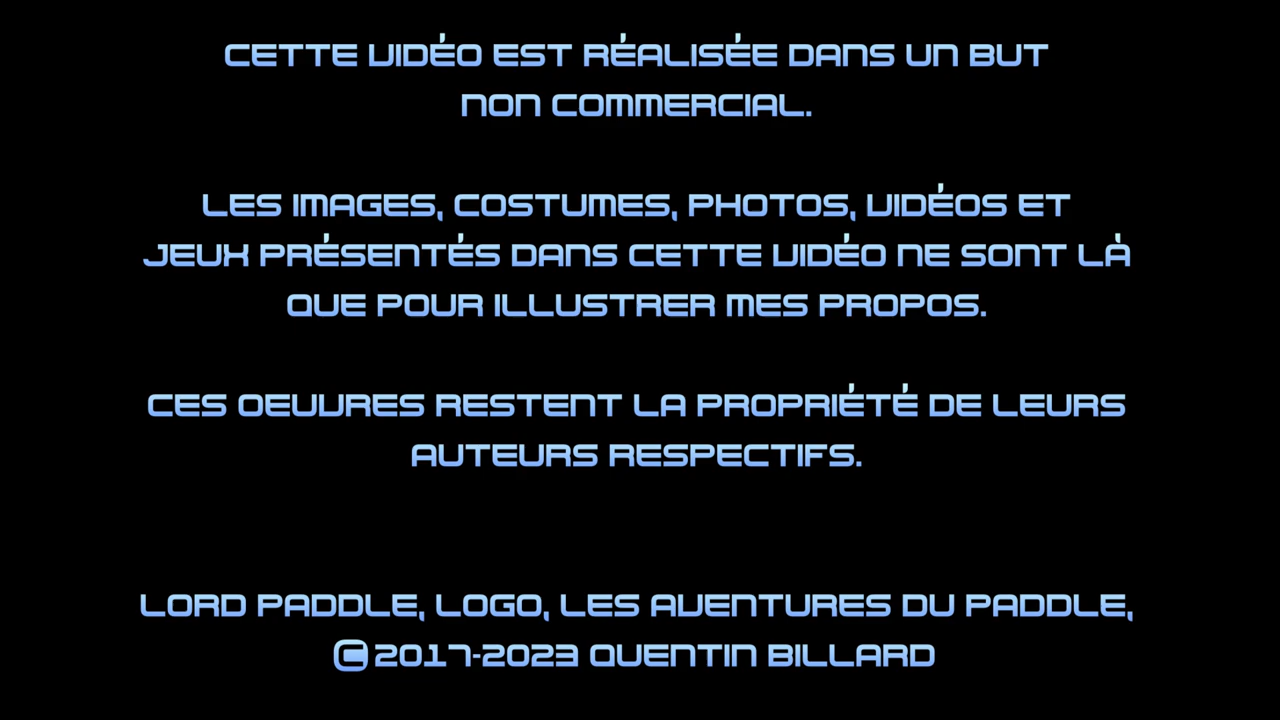 CETTE VIDÉO EST RÉALISÉE DANS UN BUT
NON COMMERCIAL.
LES IMAGES, COSTUMES, PHOTOS, VIDÉOS ET
JEUX PRÉSENTÉS DANS CETTE VIDÉO NE SONT LÀ
QUE POUR ILLUSTRER MES PROPOS.
CES OEUVRES RESTENT LA PROPRIÉTÉ DE LEURS
AUTEURS RESPECTIFS.
LORD PADDLE, LOGO, LES AVENTURES DU PADDLE,
©2017-2023 QUENTIN BILLARD